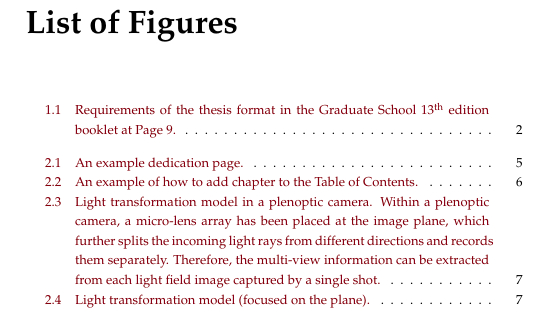 List of Figures
1.1 Requirements of the thesis format in the Graduate School 13th edition
booklet at Page 9. . . . . . . . . . . . . . . . . . . . . . . . . . . . . . . . . 2
2.1 An example dedication page. . . . . . . . . . . . . . . . . . . . . . . . . . 5
2.2 An example of how to add chapter to the Table of Contents. . . . . . . . 6
2.3 Light transformation model in a plenoptic camera. Within a plenoptic
camera, a micro-lens array has been placed at the image plane, which
further splits the incoming light rays from different directions and records
them separately. Therefore, the multi-view information can be extracted
from each light field image captured by a single shot. . . . . . . . . . . . 7
2.4 Light transformation model (focused on the plane). . . . . . . . . . . . . 7